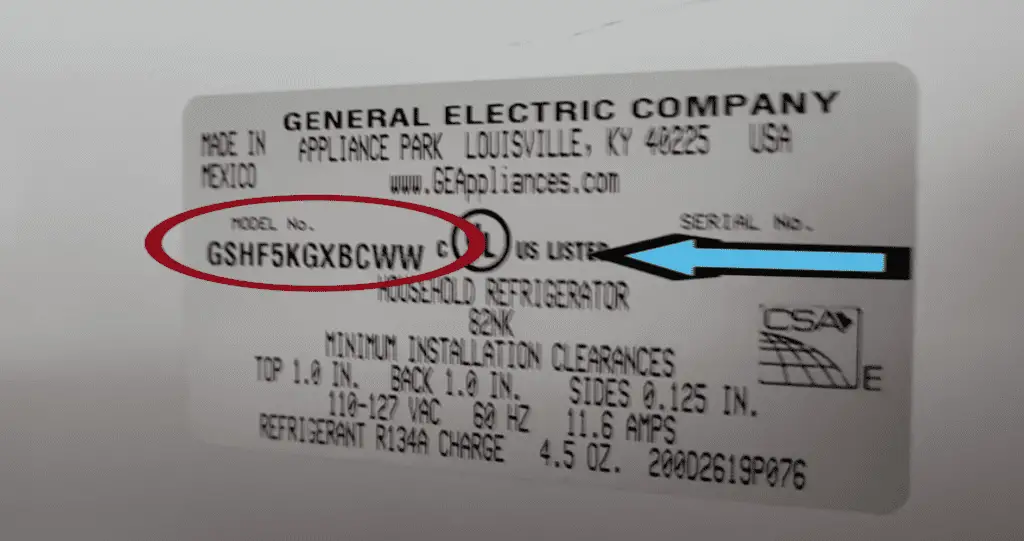 GENERAL ELECTRIC COMPANY
MADE IN MEXICO
APPLIANCE PARK LOUISVILLE, KY 40225 USA
www.GEAppliances.com
MODEL No.
GSHF5KGXBCWW
C UL US LISTED
SERIAL No.
HOUSEHOLD REFRIGERATOR
62NK
MINIMUM INSTALLATION CLEARANCES
TOP 1.0 IN. BACK 1.0 IN. SIDES 0.125 IN.
110-127 VAC 60 HZ 11.6 AMPS
REFRIGERANT R134A CHARGE 4.5 OZ. 200D2619P076
CSA
E